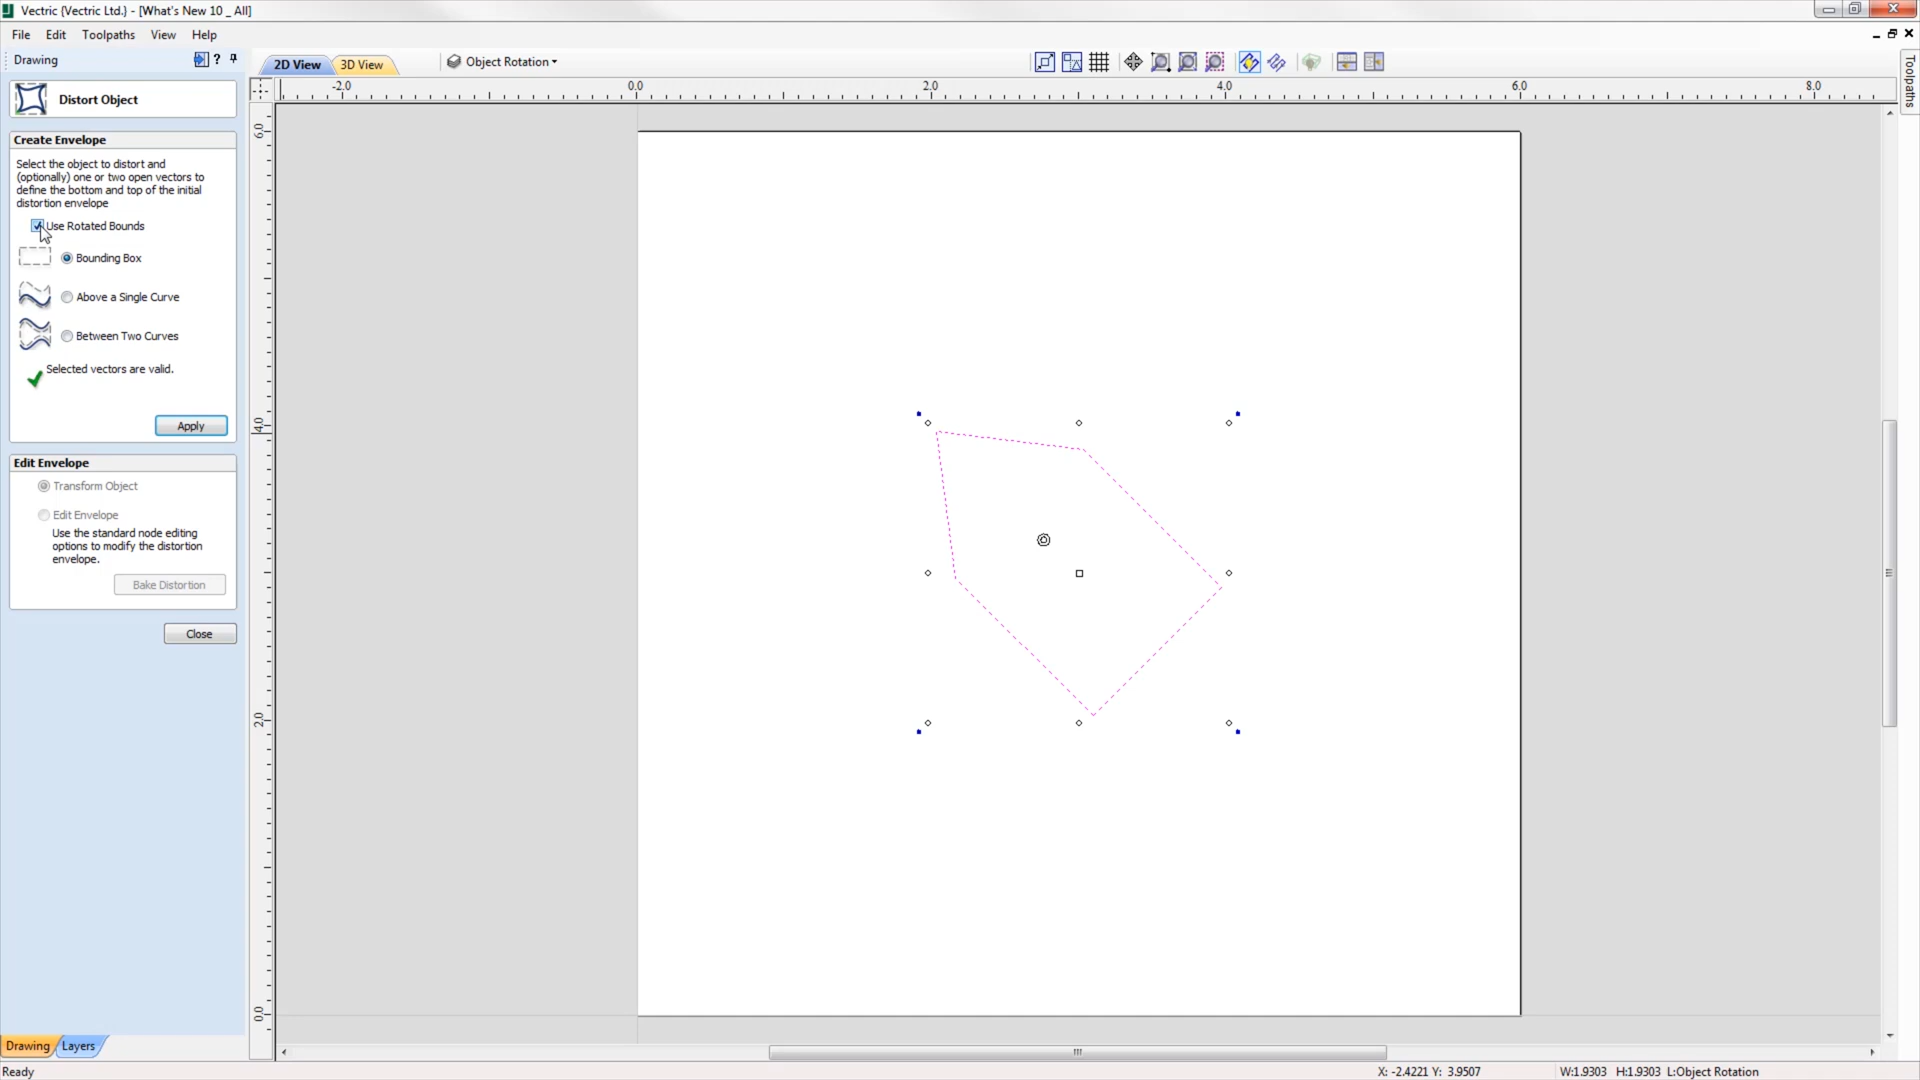 Vectric {Vectric Ltd.} - [What's New 10 _ All]
File Edit Toolpaths View Help
Drawing ?
2D View 3D View Object Rotation
Toolpaths
-2.0 0.0 2.0 4.0 6.0 8.0
Distort Object
Create Envelope
Select the object to distort and
(optionally) one or two open vectors to
define the bottom and top of the initial
distortion envelope
Use Rotated Bounds
Bounding Box
Above a Single Curve
Between Two Curves
Selected vectors are valid.
Apply
Edit Envelope
Transform Object
Edit Envelope
Use the standard node editing
options to modify the distortion
envelope.
Bake Distortion
Close
6.0
4.0
2.0
0.0
Drawing Layers
Ready X: -2.4221 Y: 3.9507 W:1.9303 H:1.9303 L:Object Rotation